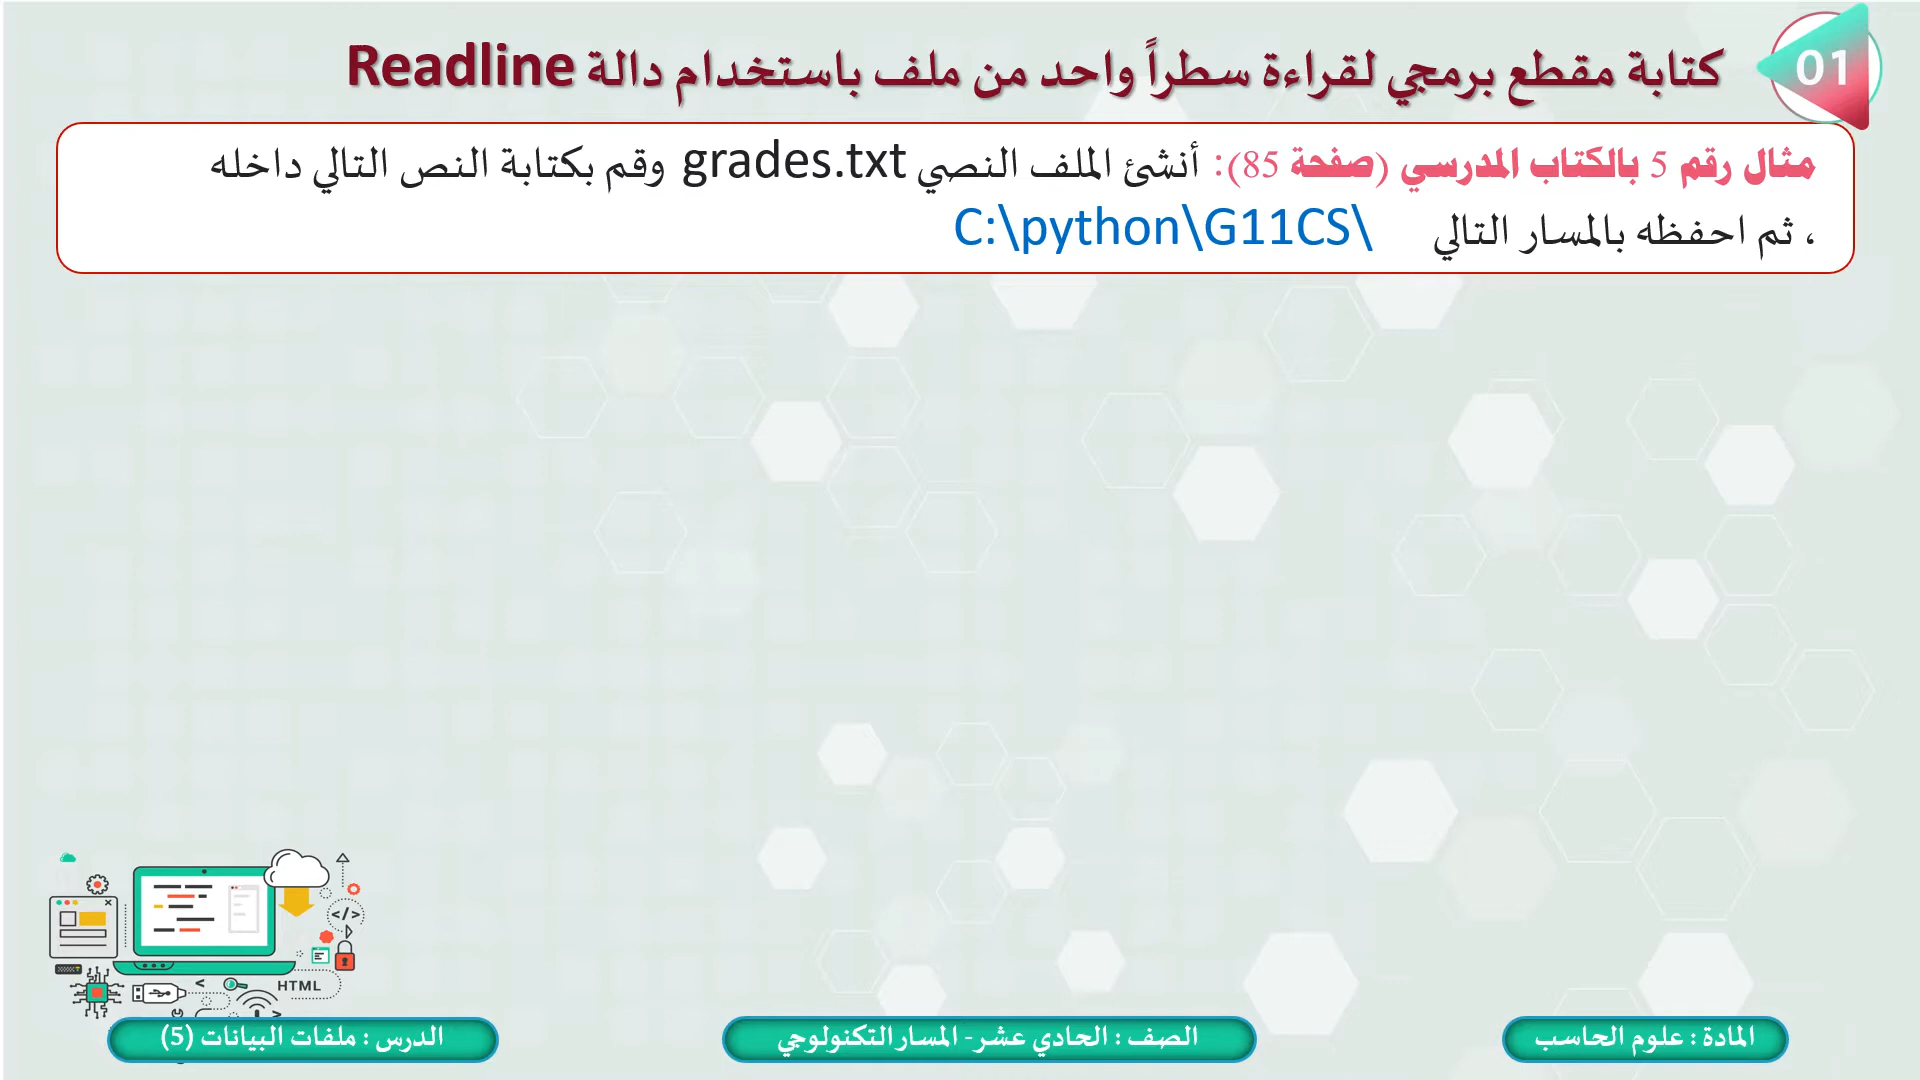 01
كتابة مقطع برمجي لقراءة سطراً واحد من ملف باستخدام دالة Readline
مثال رقم 5 بالكتاب المدرسي (صفحة 85): أنشئ الملف النصي grades.txt وقم بكتابة النص التالي داخله
، ثم احفظه بالمسار التالي C:\python\G11CS\
</>
HTML
المادة : علوم الحاسب
الصف : الحادي عشر- المسار التكنولوجي
الدرس : ملفات البيانات (5)